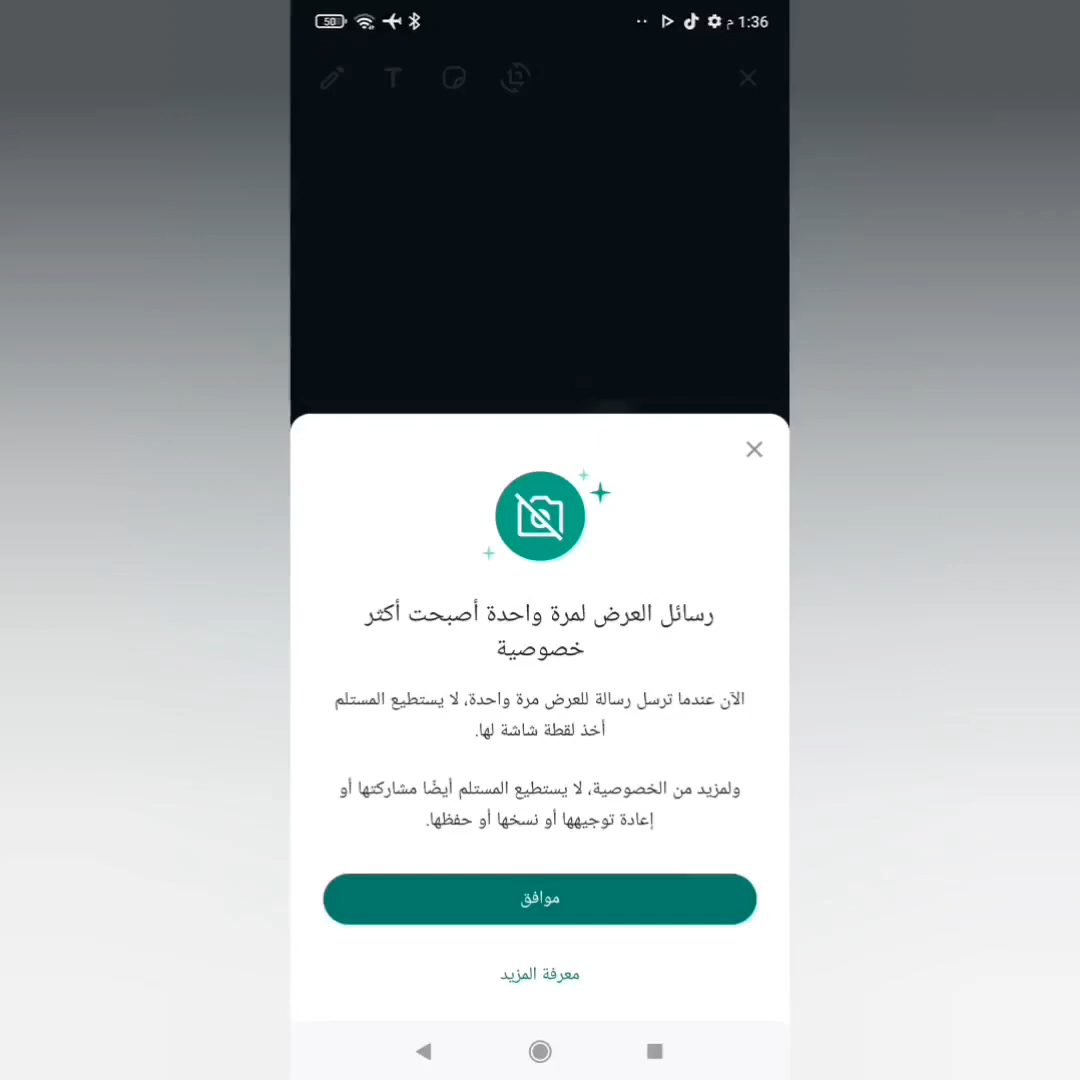 50
1:36 م
T
رسائل العرض لمرة واحدة أصبحت أكثر
خصوصية
الآن عندما ترسل رسالة للعرض مرة واحدة، لا يستطيع المستلم
أخذ لقطة شاشة لها.
ولمزيد من الخصوصية، لا يستطيع المستلم أيضًا مشاركتها أو
إعادة توجيهها أو نسخها أو حفظها.
موافق
معرفة المزيد